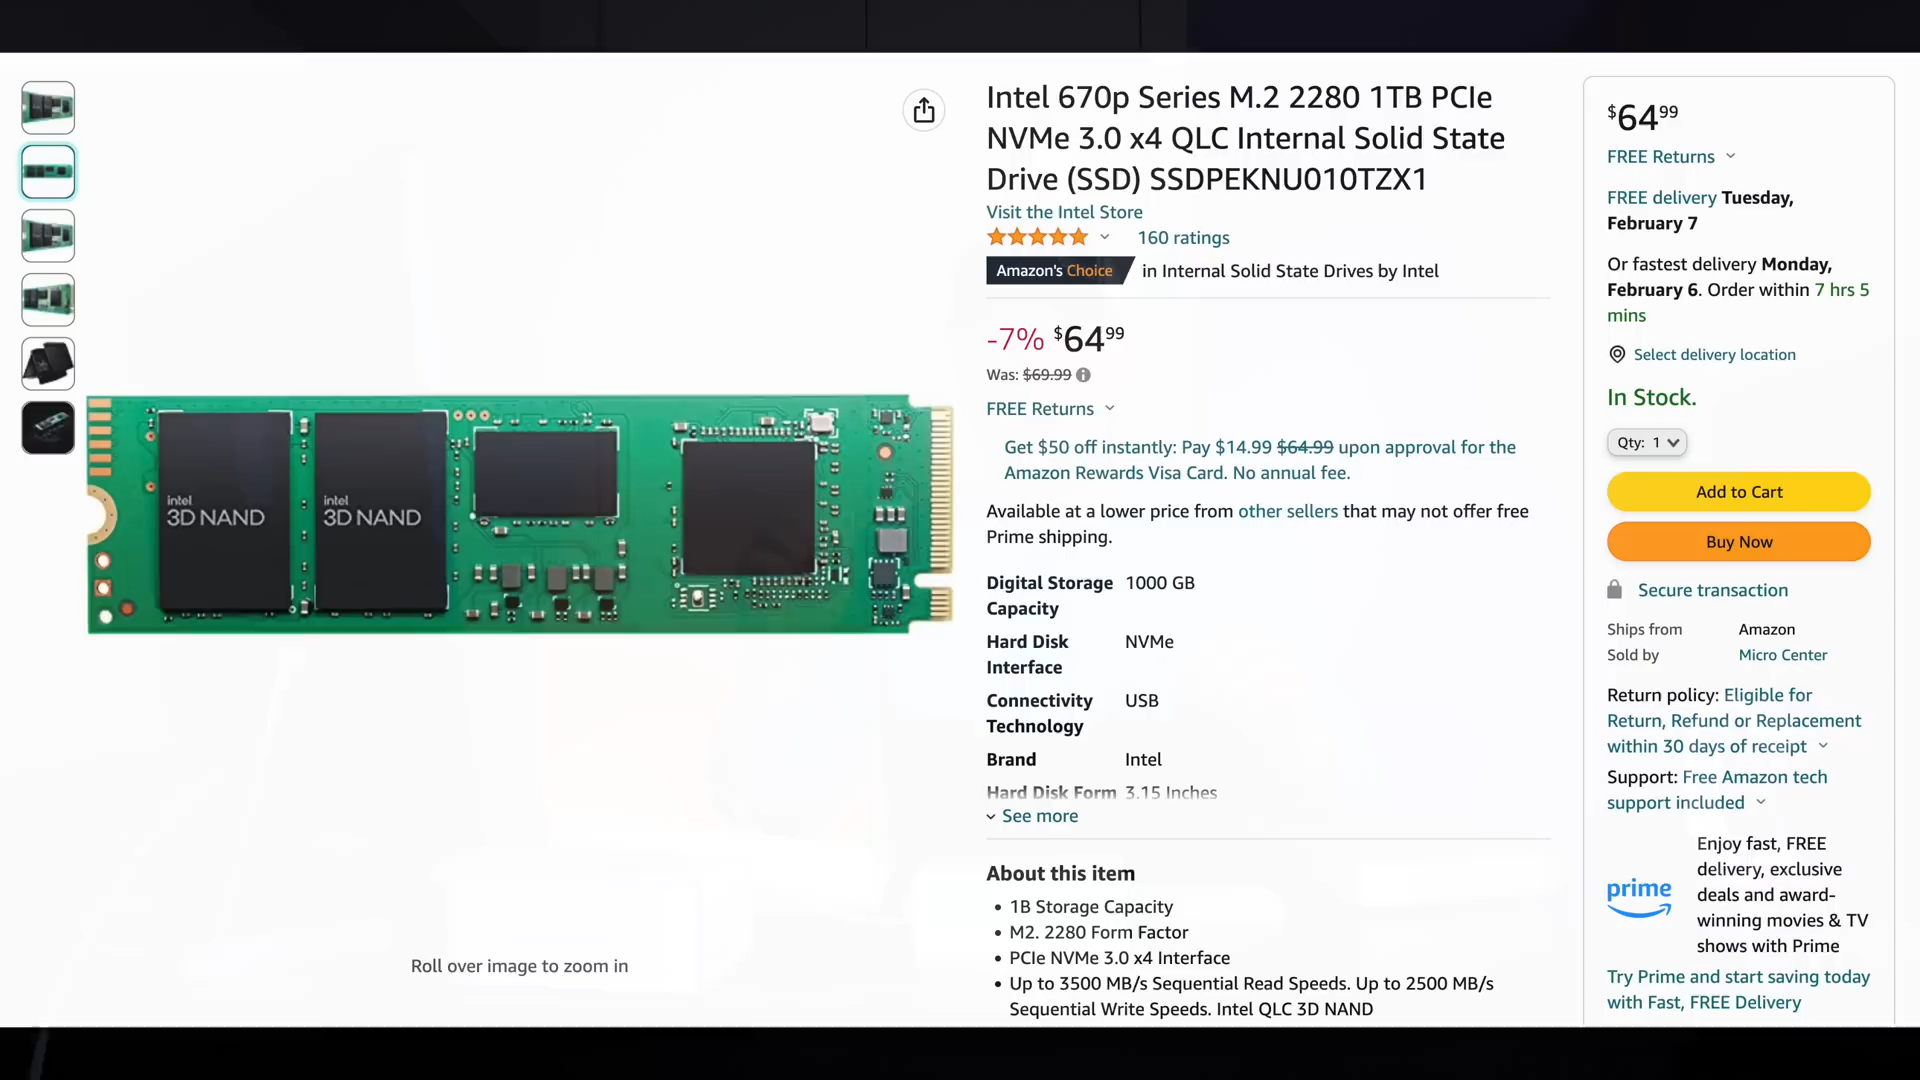 Intel 670p Series M.2 2280 1TB PCIe
NVMe 3.0 x4 QLC Internal Solid State
Drive (SSD) SSDPEKNU010TZX1
Visit the Intel Store
160 ratings
Amazon's Choice in Internal Solid State Drives by Intel
-7% $64 99
Was: $69.99
FREE Returns
Get $50 off instantly: Pay $14.99 $64.99 upon approval for the
Amazon Rewards Visa Card. No annual fee.
Available at a lower price from other sellers that may not offer free
Prime shipping.
Digital Storage 1000 GB
Capacity
Hard Disk NVMe
Interface
Connectivity USB
Technology
Brand Intel
Hard Disk Form 3.15 Inches
See more
About this item
• 1B Storage Capacity
• M2. 2280 Form Factor
• PCIe NVMe 3.0 x4 Interface
• Up to 3500 MB/s Sequential Read Speeds. Up to 2500 MB/s
Sequential Write Speeds. Intel QLC 3D NAND
intel
3D NAND
intel
3D NAND
Roll over image to zoom in
$64 99
FREE Returns
FREE delivery Tuesday,
February 7
Or fastest delivery Monday,
February 6. Order within 7 hrs 5
mins
Select delivery location
In Stock.
Qty: 1
Add to Cart
Buy Now
Secure transaction
Ships from Amazon
Sold by Micro Center
Return policy: Eligible for
Return, Refund or Replacement
within 30 days of receipt
Support: Free Amazon tech
support included
prime
Enjoy fast, FREE
delivery, exclusive
deals and award-
winning movies & TV
shows with Prime
Try Prime and start saving today
with Fast, FREE Delivery